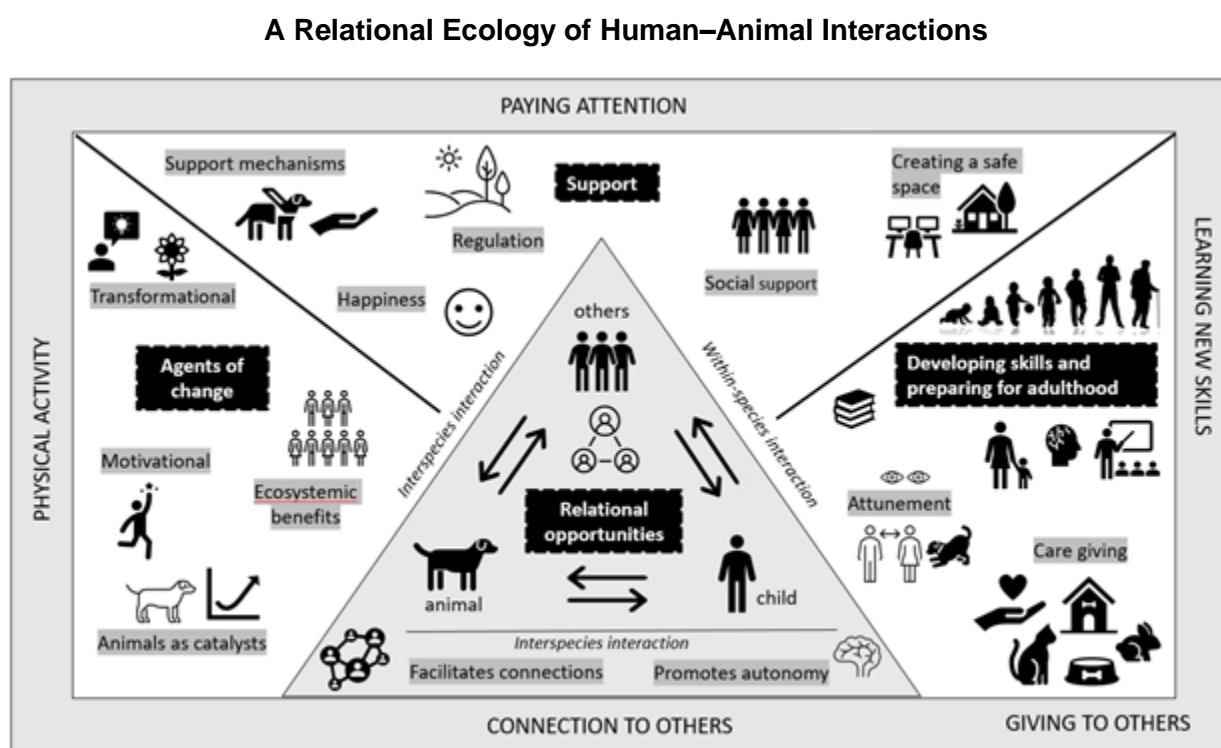 A Relational Ecology of Human–Animal Interactions
PAYING ATTENTION
Support mechanisms
Support
Creating a safe
space
Regulation
Transformational
Happiness
Social support
others
LEARNING NEW SKILLS
PHYSICAL ACTIVITY
Agents of
change
Interspecies interaction
Within-species interaction
Developing skills and
preparing for adulthood
Motivational
Ecosystemic
benefits
Relational
opportunities
Attunement
Care giving
animal
child
Animals as catalysts
Interspecies interaction
Facilitates connections
Promotes autonomy
CONNECTION TO OTHERS
GIVING TO OTHERS